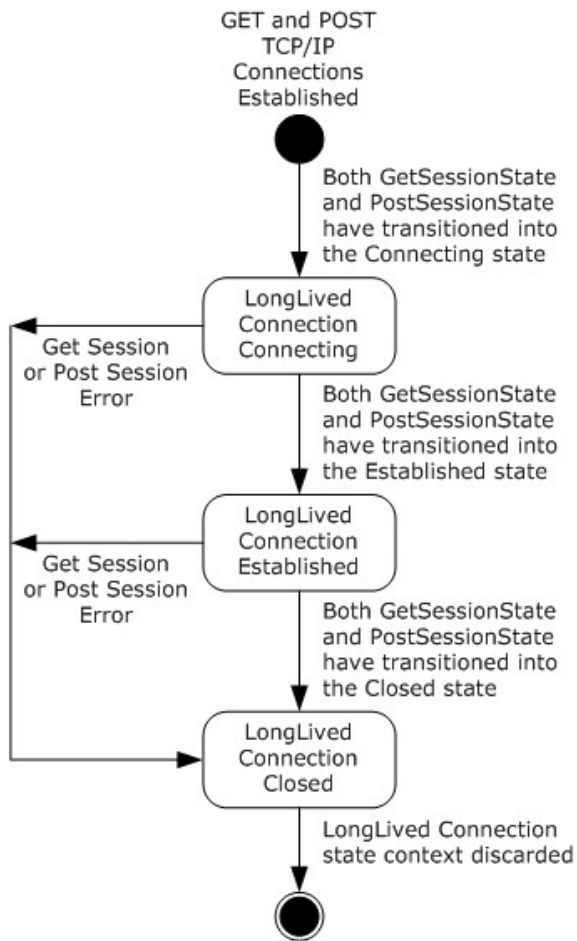 GET and POST
TCP/IP
Connections
Established
Both GetSessionState
and PostSessionState
have transitioned into
the Connecting state
LongLived
Connection
Connecting
Get Session
or Post Session
Error
Both GetSessionState
and PostSessionState
have transitioned into
the Established state
LongLived
Connection
Established
Get Session
or Post Session
Error
Both GetSessionState
and PostSessionState
have transitioned into
the Closed state
LongLived
Connection
Closed
LongLived Connection
state context discarded